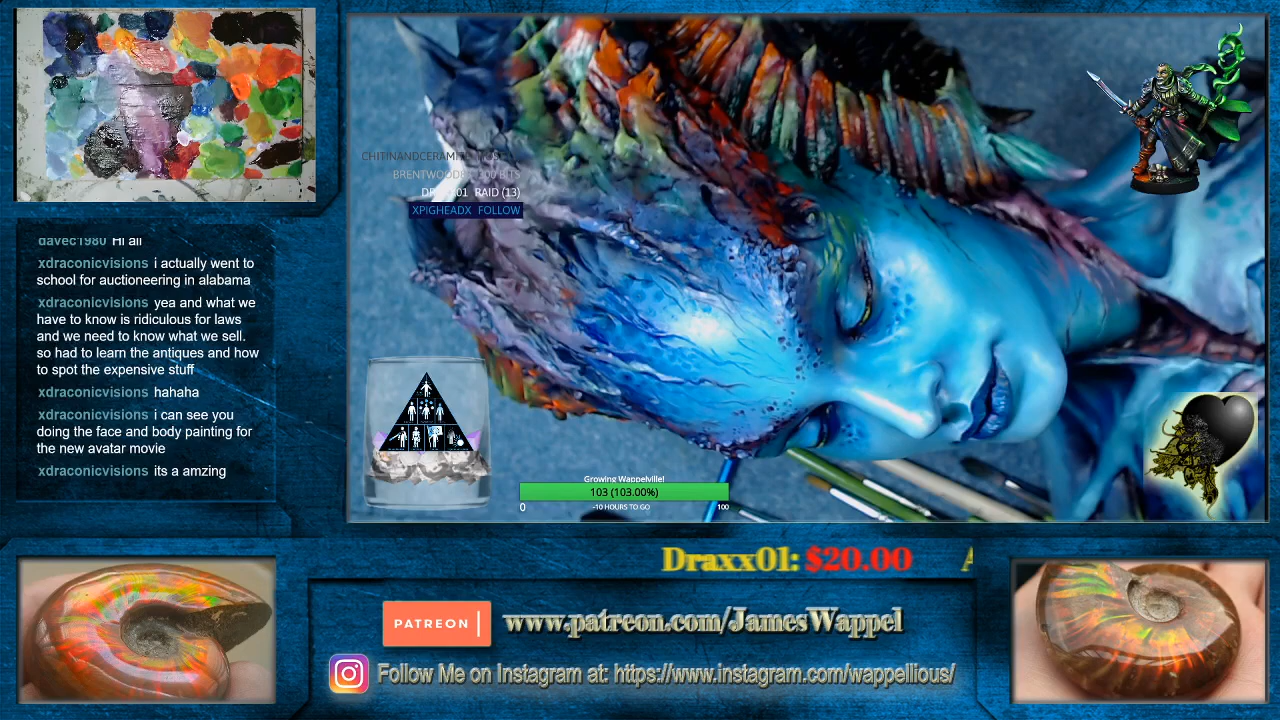 davec1980 Hi all
xdraconicvisions i actually went to
school for auctioneering in alabama
xdraconicvisions yea and what we
have to know is ridiculous for laws
and we need to know what we sell.
so had to learn the antiques and how
to spot the expensive stuff
xdraconicvisions hahaha
xdraconicvisions i can see you
doing the face and body painting for
the new avatar movie
xdraconicvisions its a amzing
RAID (13)
XPIGHEADX FOLLOW
Growing Wappelville!
103 (103.00%)
0 -10 HOURS TO GO 100
Draxx01: $20.00
PATREON
www.patreon.com/JamesWappel
Follow Me on Instagram at: https://www.instagram.com/wappellious/